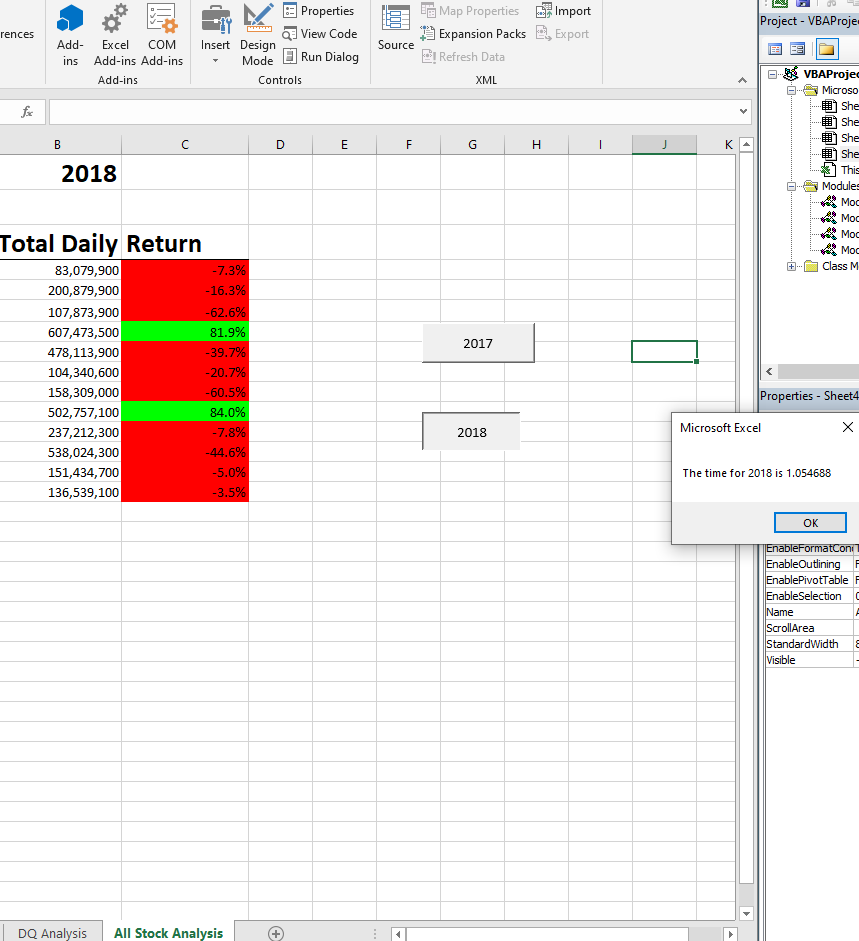 rences
Add-
ins
Excel
Add-ins
COM
Add-ins
Add-ins
Insert
Design
Mode
Properties
View Code
Run Dialog
Controls
Source
Map Properties
Expansion Packs
Refresh Data
Import
Export
XML
fx
B C D E F G H I J K
2018
Total Daily Return
83,079,900 -7.3%
200,879,900 -16.3%
107,873,900 -62.6%
607,473,500 81.9%
478,113,900 -39.7%
104,340,600 -20.7%
158,309,000 -60.5%
502,757,100 84.0%
237,212,300 -7.8%
538,024,300 -44.6%
151,434,700 -5.0%
136,539,100 -3.5%
2017
2018
DQ Analysis All Stock Analysis
Project - VBAProje
VBAProjec
Microso
She
She
She
She
This
Modules
Mod
Mod
Mod
Mod
Class M
Properties - Sheet4
Microsoft Excel
The time for 2018 is 1.054688
OK
EnableFormatCon
EnableOutlining F
EnablePivotTable F
EnableSelection 0
Name A
ScrollArea
StandardWidth 8
Visible -